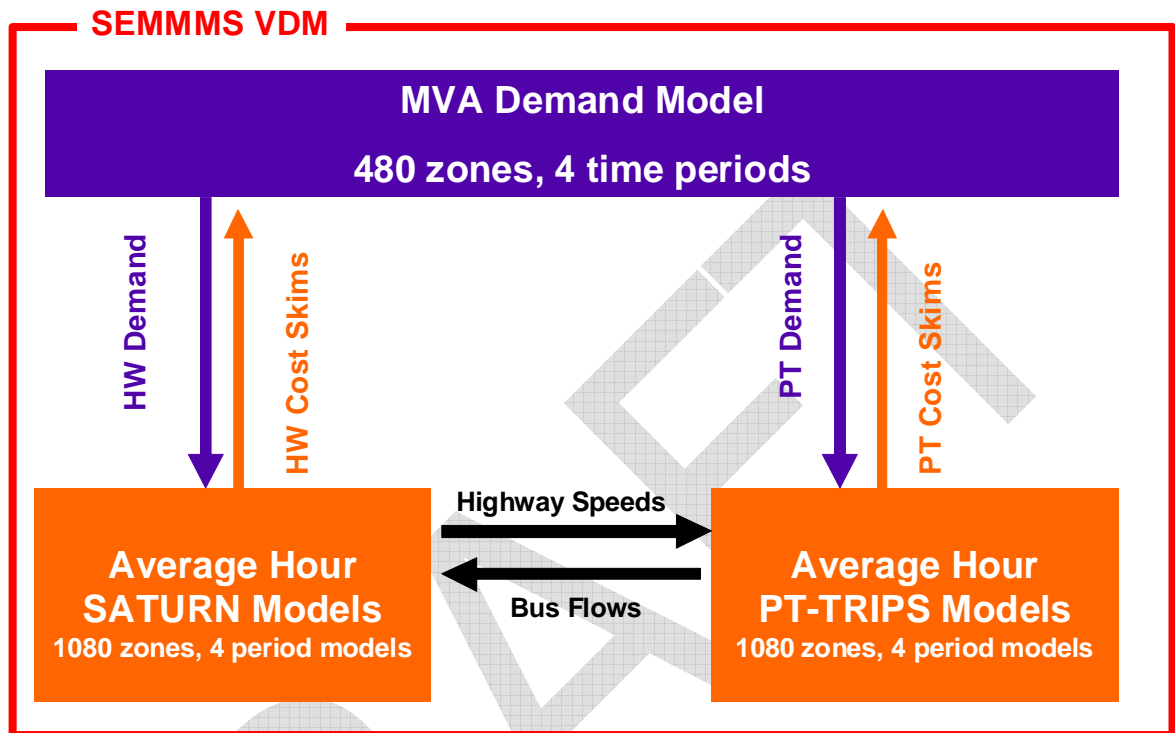 SEMMMS VDM
MVA Demand Model
480 zones, 4 time periods
HW Demand
HW Cost Skims
PT Demand
PT Cost Skims
Highway Speeds
Bus Flows
Average Hour
SATURN Models
1080 zones, 4 period models
Average Hour
PT-TRIPS Models
1080 zones, 4 period models